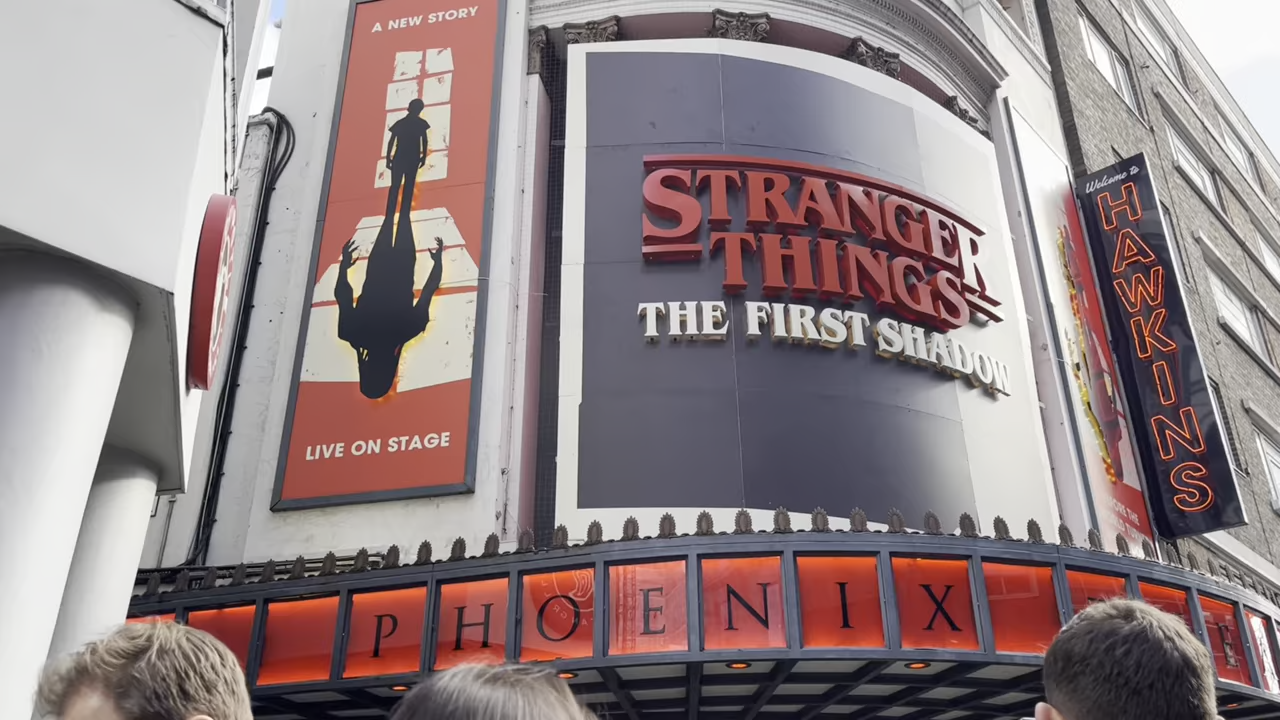 A NEW STORY
LIVE ON STAGE
STRANGER
THINGS
THE FIRST SHADOW
Welcome to
HAWKINS
PHOENIX